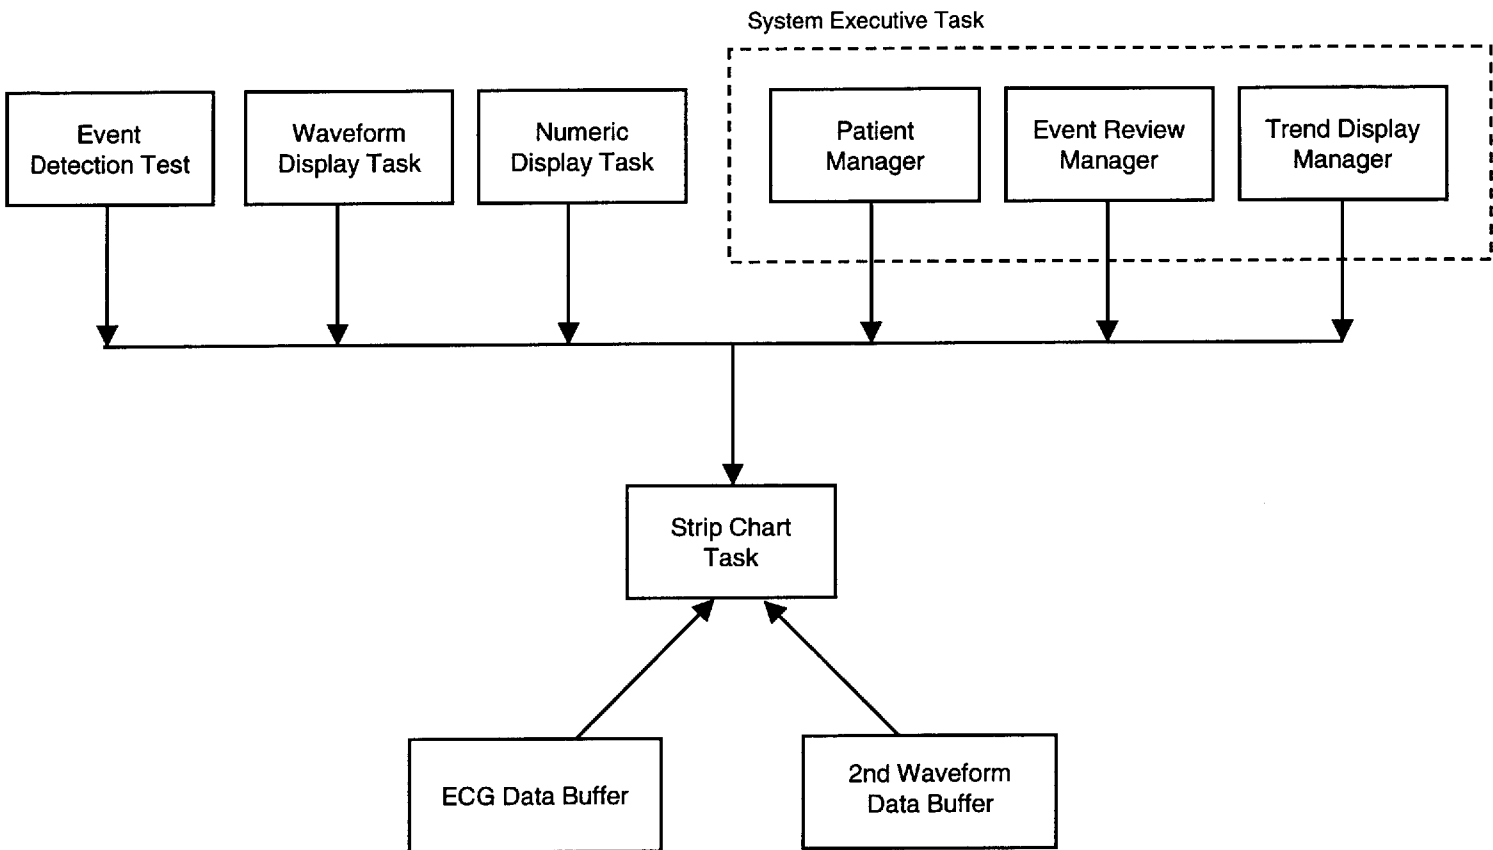 System Executive Task
Event
Detection Test
Waveform
Display Task
Numeric
Display Task
Patient
Manager
Event Review
Manager
Trend Display
Manager
Strip Chart
Task
ECG Data Buffer
2nd Waveform
Data Buffer